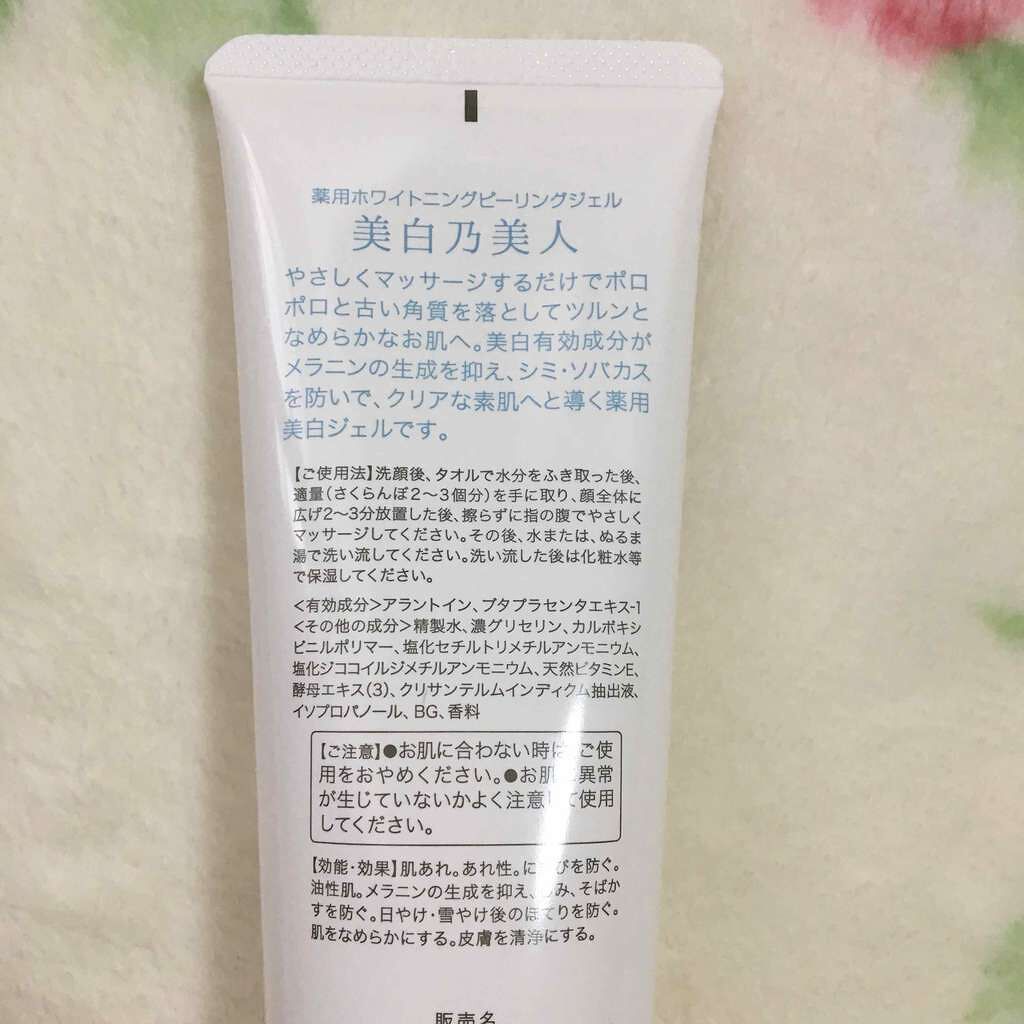 薬用ホワイトニングピーリングジェル
美白乃美人
やさしくマッサージするだけでポロ
ポロと古い角質を落としてツルンと
なめらかなお肌へ。美白有効成分が
メラニンの生成を抑え、シミ・ソバカス
を防いで、クリアな素肌へと導く薬用
美白ジェルです。
【ご使用法】洗顔後、タオルで水分をふき取った後、
適量（さくらんぼ2〜3個分）を手に取り、顔全体に
広げ2〜3分放置した後、擦らずに指の腹でやさしく
マッサージしてください。その後、水または、ぬるま
湯で洗い流してください。洗い流した後は化粧水等
で保湿してください。
<有効成分>アラントイン、ブタプラセンタエキス-1
<その他の成分>精製水、濃グリセリン、カルボキシ
ビニルポリマー、塩化セチルトリメチルアンモニウム、
塩化ジココイルジメチルアンモニウム、天然ビタミンE、
酵母エキス(3)、クリサンテルムインディクム抽出液、
イソプロパノール、BG、香料
【ご注意】●お肌に合わない時は、ご使
用をおやめください。●お肌に異常
が生じていないかよく注意して使用
してください。
【効能・効果】肌あれ。あれ性。にきびを防ぐ。
油性肌。メラニンの生成を抑え、しみ、そばか
すを防ぐ。日やけ・雪やけ後のほてりを防ぐ。
肌をなめらかにする。皮膚を清浄にする。
販売名